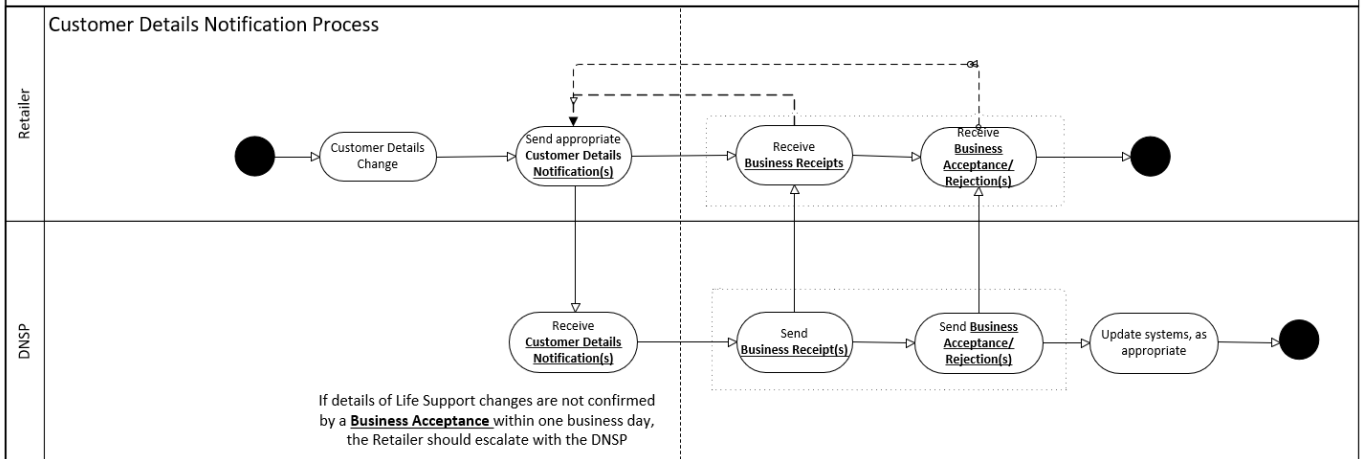 Customer Details Notification Process
Retailer
Customer Details
Change
Send appropriate
Customer Details
Notification(s)
Receive
Business Receipts
Receive
Business
Acceptance/
Rejection(s)
DNSP
Receive
Customer Details
Notification(s)
Send
Business Receipt(s)
Send Business
Acceptance/
Rejection(s)
Update systems, as
appropriate
If details of Life Support changes are not confirmed
by a Business Acceptance within one business day,
the Retailer should escalate with the DNSP